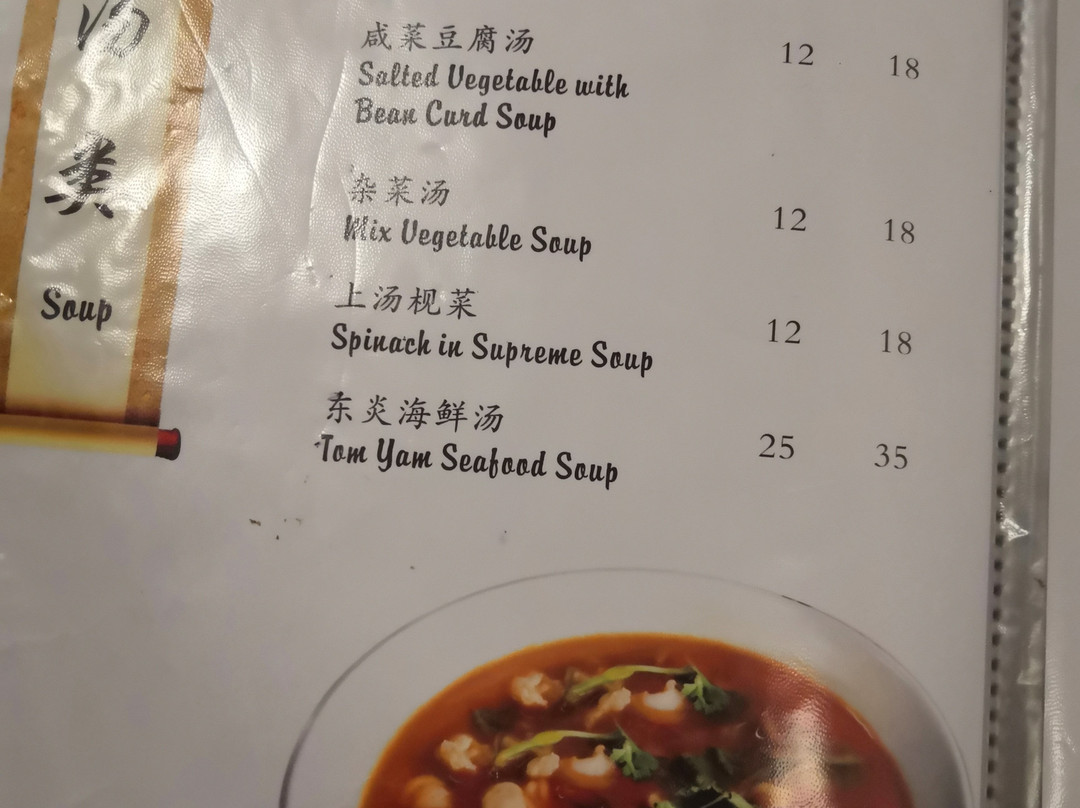 汤
类
Soup
咸菜豆腐汤 12 18
Salted Vegetable with
Bean Curd Soup
杂菜汤 12 18
Mix Vegetable Soup
上汤枧菜 12 18
Spinach in Supreme Soup
东炎海鲜汤 25 35
Tom Yam Seafood Soup